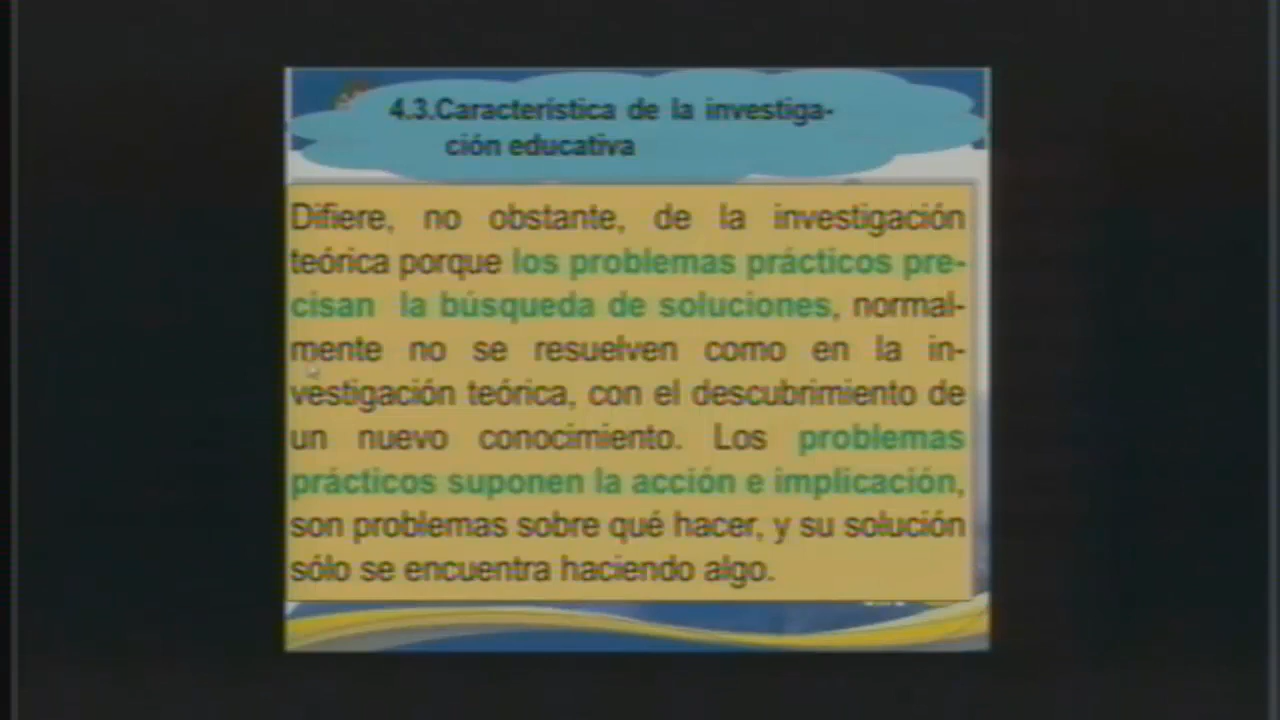 4.3.Característica de la investiga-
ción educativa
Difiere, no obstante, de la investigación
teórica porque los problemas prácticos pre-
cisan la búsqueda de soluciones, normal-
mente no se resuelven como en la in-
vestigación teórica, con el descubrimiento de
un nuevo conocimiento. Los problemas
prácticos suponen la acción e implicación,
son problemas sobre qué hacer, y su solución
sólo se encuentra haciendo algo.